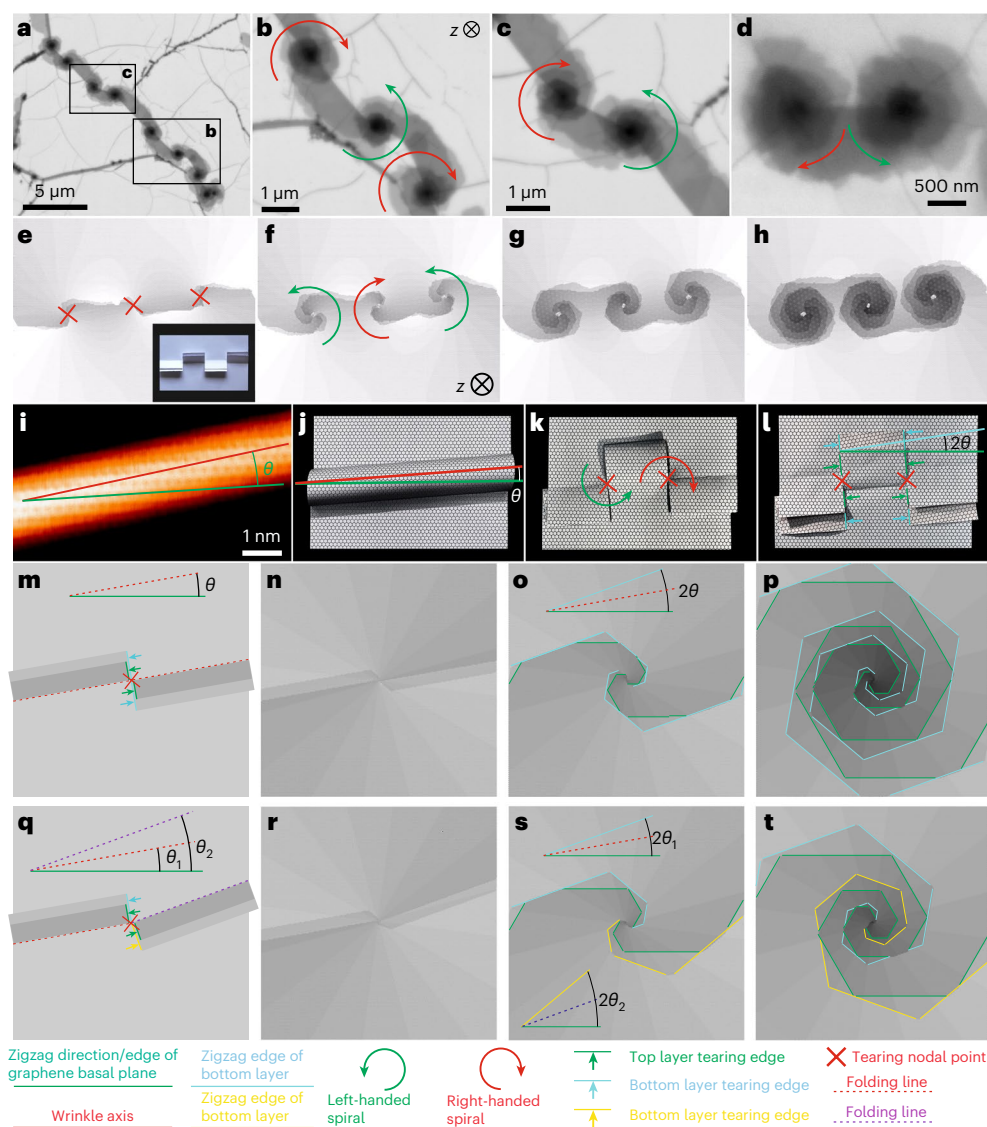 a
c
b
5 µm
b
z ⊗
1 µm
c
1 µm
d
500 nm
e
f
z ⊗
g
h
i
θ
1 nm
j
θ
k
l
2θ
m
θ
n
o
2θ
p
q
θ1
θ2
r
s
2θ1
2θ2
t
Zigzag direction/edge of
graphene basal plane
Wrinkle axis
Zigzag edge of
bottom layer
Zigzag edge of
bottom layer
Left-handed
spiral
Right-handed
spiral
Top layer tearing edge
Bottom layer tearing edge
Bottom layer tearing edge
Tearing nodal point
Folding line
Folding line